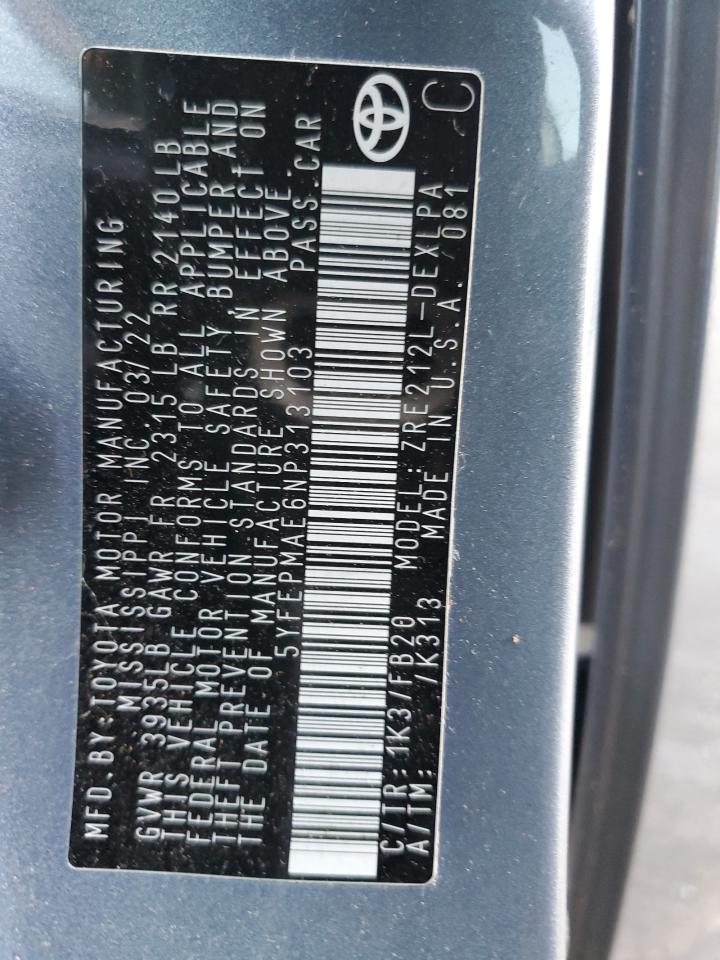 MFD.BY:TOYOTA MOTOR MANUFACTURING
MISSISSIPPI INC. 03/22
GVWR 3935LB GAWR FR 2315 LB RR 2140LB
THIS VEHICLE CONFORMS TO ALL APPLICABLE
FEDERAL MOTOR VEHICLE SAFETY, BUMPER AND
THEFT PREVENTION STANDARDS IN EFFECT ON
THE DATE OF MANUFACTURE SHOWN ABOVE.
5YFEPMAE6NP313103 PASS.CAR
C/TR: 1K3/FB20 MODEL: ZRE212L-DEXLPA
A/TM: /K313 MADE IN U.S.A. 081
C